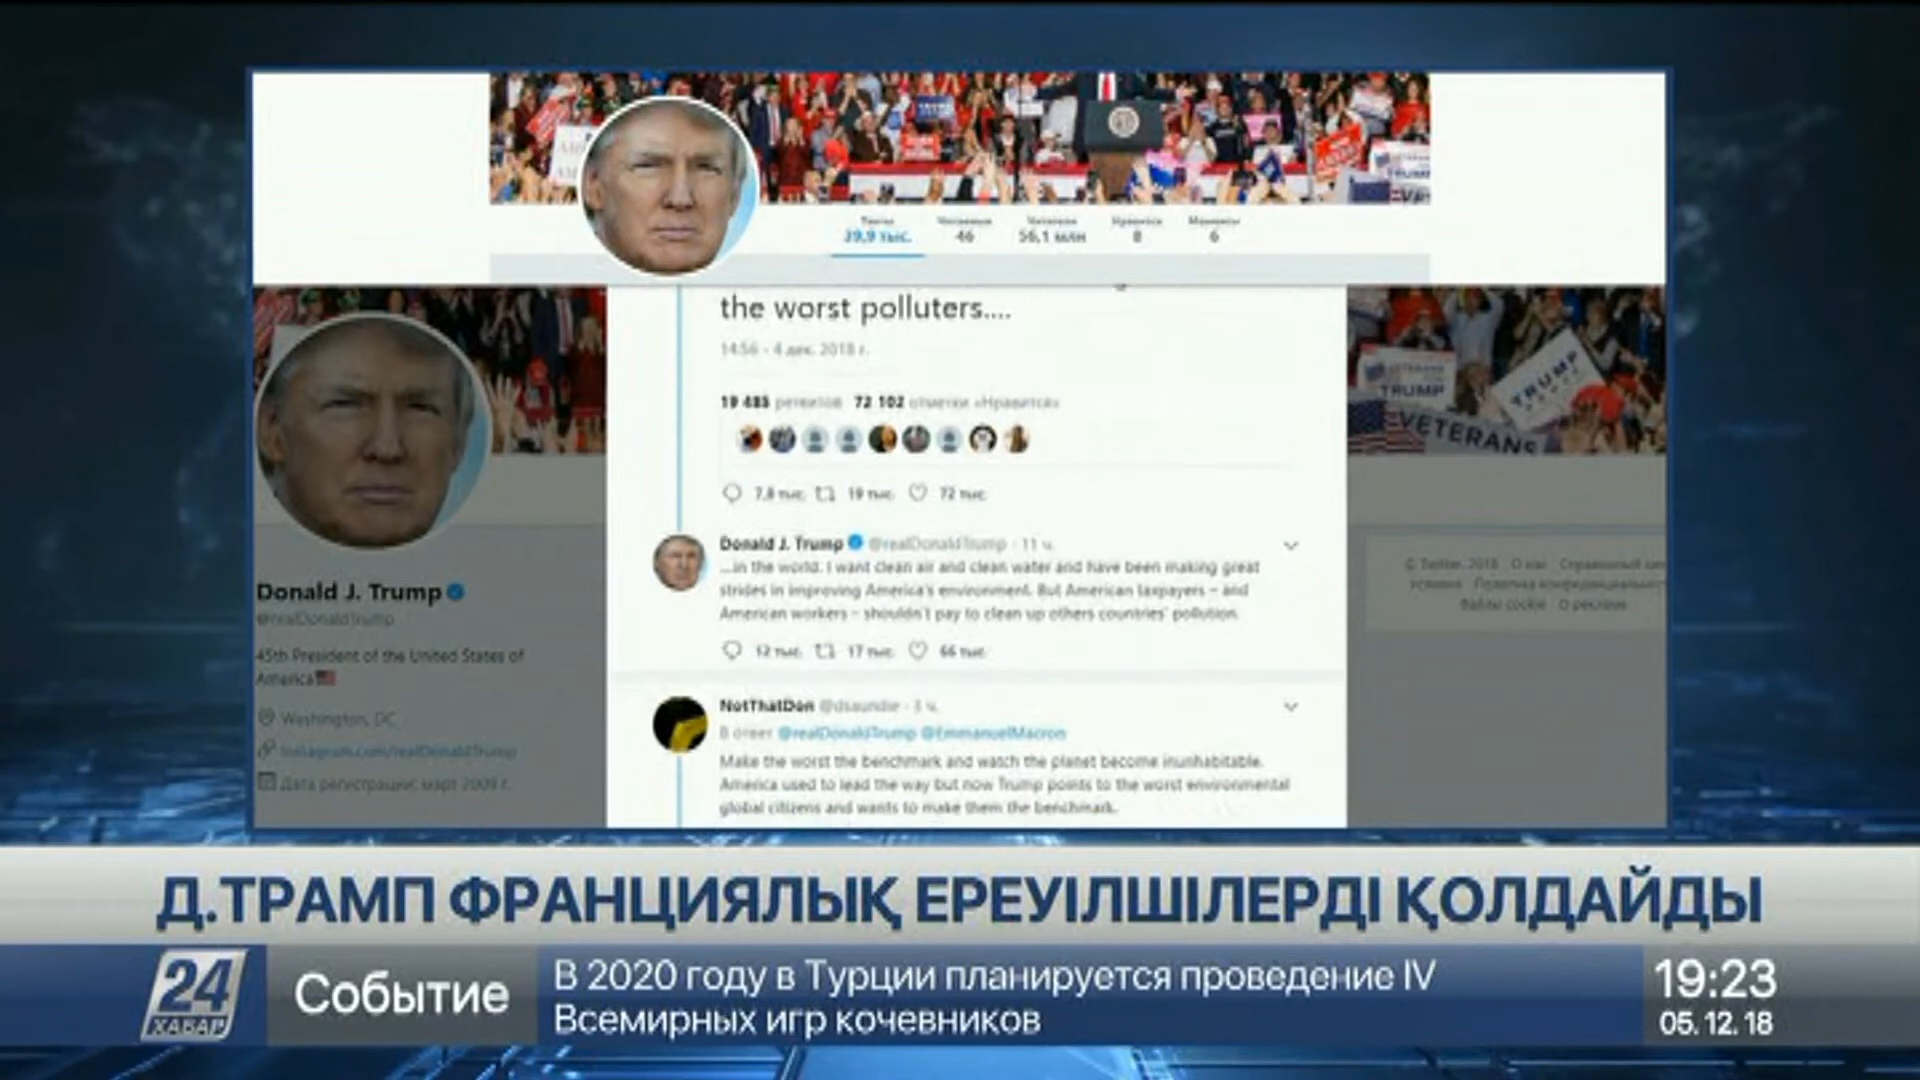 Твиты Читаемые Читатели Нравится Моменты
39,9 тыс. 46 56,1 млн 8 6
the worst polluters....
14:56 - 4 дек. 2018 г.
19 485 ретвитов 72 102 отметки «Нравится»
7,8 тыс. 19 тыс. 72 тыс.
Donald J. Trump @realDonaldTrump · 11 ч.
...in the world. I want clean air and clean water and have been making great
strides in improving America's environment. But American taxpayers – and
American workers – shouldn't pay to clean up others countries' pollution.
12 тыс. 17 тыс. 66 тыс.
NotThatDon @dsaundie · 3 ч.
В ответ @realDonaldTrump @EmmanuelMacron
Make the worst the benchmark and watch the planet become inunhabitable.
America used to lead the way but now Trump points to the worst environmental
global citizens and wants to make them the benchmark.
Donald J. Trump
@realDonaldTrump
45th President of the United States of
America
Washington, DC
Instagram.com/realDonaldTrump
Дата регистрации: март 2009 г.
TRUMP
TRUMP
VETERANS
© Twitter, 2018 О нас Справочный
Условия Политика конфиденциальност
Файлы cookie О рекламе
Д.ТРАМП ФРАНЦИЯЛЫҚ ЕРЕУІЛШІЛЕРДІ ҚОЛДАЙДЫ
24
ХАБАР
Событие
В 2020 году в Турции планируется проведение IV
Всемирных игр кочевников
19:23
05.12.18